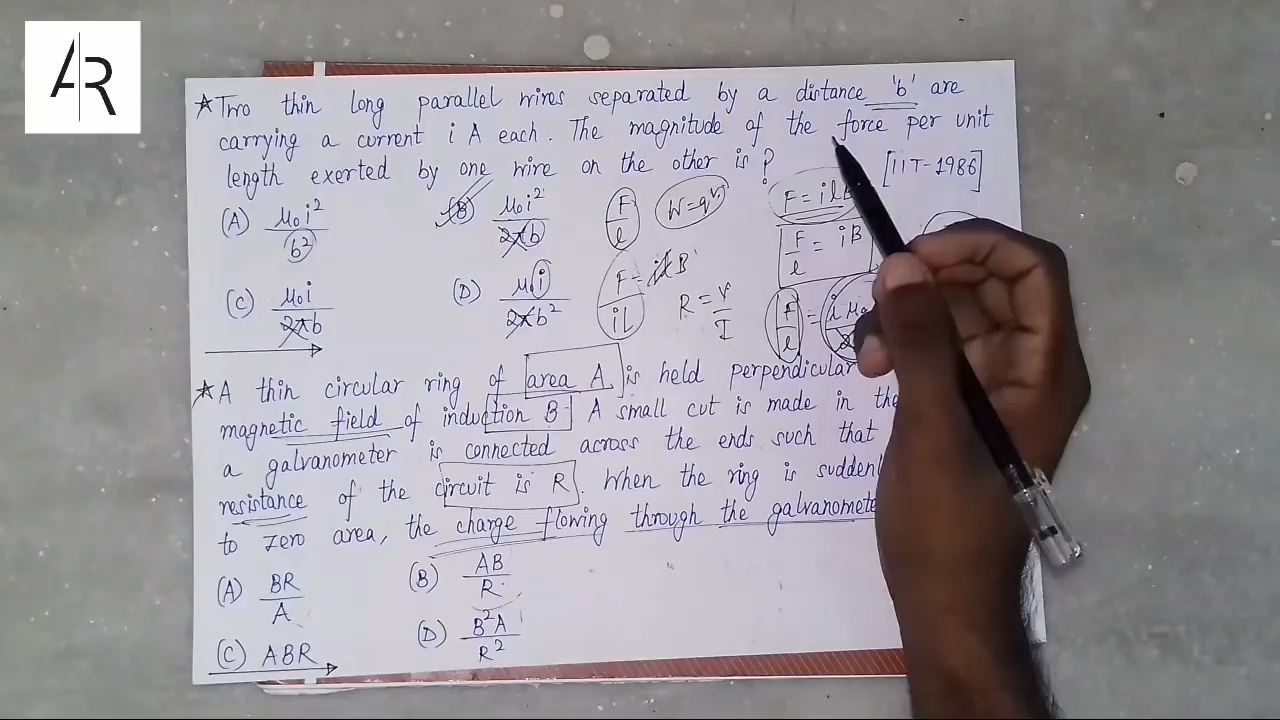 AR
★ Two thin long parallel wires separated by a distance 'b' are
carrying a current i A each. The magnitude of the force per unit
length exerted by one wire on the other is ?
[IIT-1986]
(A) μ₀i²/b²
(B) μ₀i²/2πb
F/l
W=qv
F = ilB
F/l = iB
(C) μ₀i/2πb
(D) μi/2πb²
F = ilB
iL
R = V/I
F/l = i μ₀
★ A thin circular ring of area A is held perpendicular
magnetic field of induction B. A small cut is made in the
a galvanometer is connected across the ends such that
resistance of the circuit is R. When the ring is
to zero area, the charge flowing through the galvanometer
(A) BR/A
(B) AB/R
(C) ABR
(D) B²A/R²